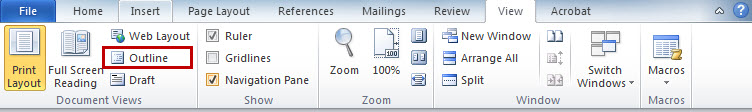 File Home Insert Page Layout References Mailings Review View Acrobat
Print Layout
Full Screen Reading
Web Layout
Outline
Draft
Document Views
Ruler
Gridlines
Navigation Pane
Show
Zoom
100
100%
Zoom
New Window
Arrange All
Split
Switch Windows
Window
Macros
Macros